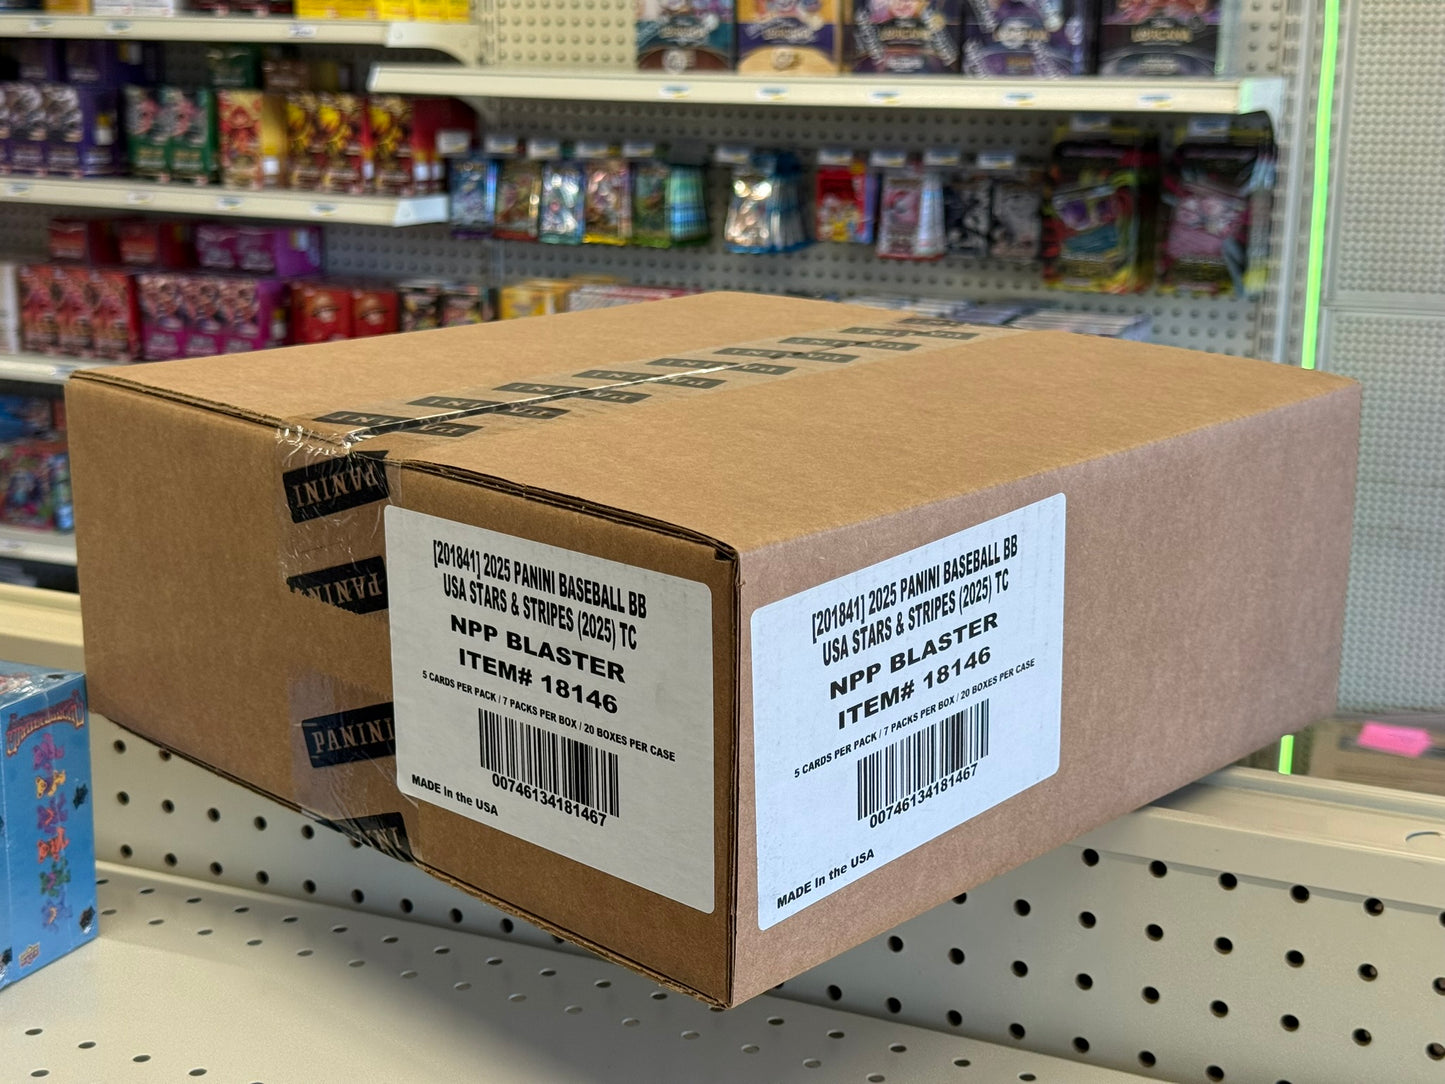 PANINI
PANINI
PANINI
[201841] 2025 PANINI BASEBALL BB
USA STARS & STRIPES (2025) TC
NPP BLASTER
ITEM# 18146
5 CARDS PER PACK / 7 PACKS PER BOX / 20 BOXES PER CASE
00746134181467
MADE in the USA
[201841] 2025 PANINI BASEBALL BB
USA STARS & STRIPES (2025) TC
NPP BLASTER
ITEM# 18146
5 CARDS PER PACK / 7 PACKS PER BOX / 20 BOXES PER CASE
00746134181467
MADE in the USA